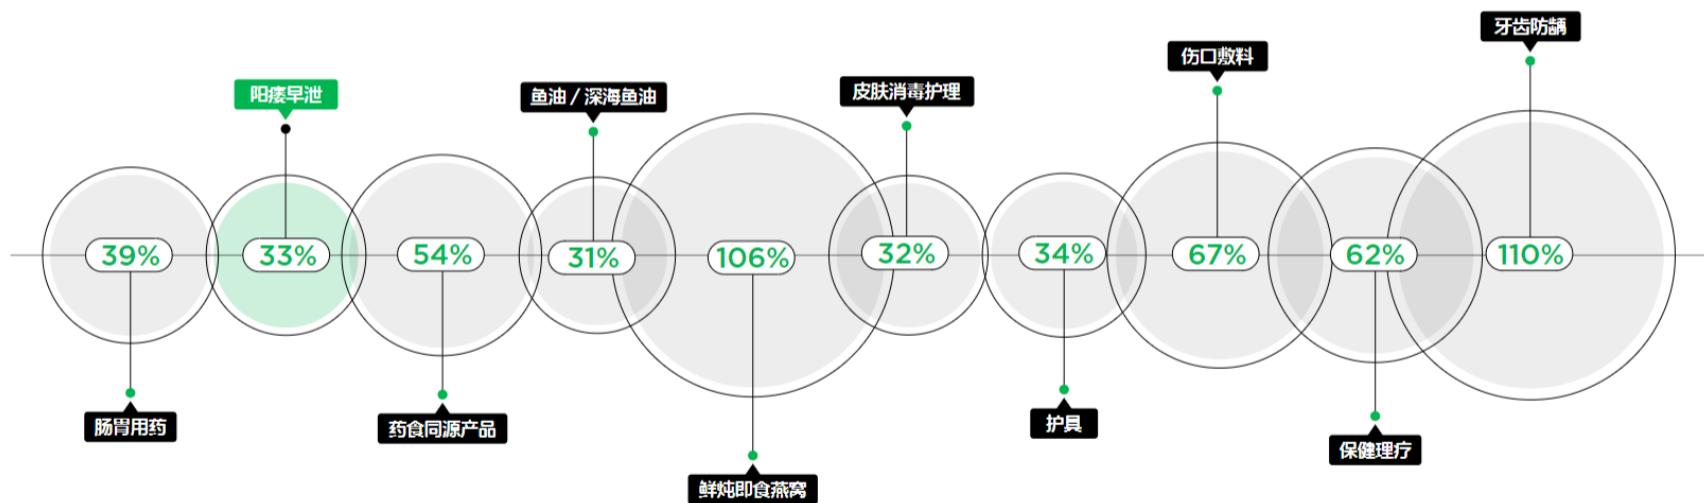 牙齿防龋
伤口敷料
阳痿早泄
鱼油 / 深海鱼油
皮肤消毒护理
39%
33%
54%
31%
106%
32%
34%
67%
62%
110%
肠胃用药
药食同源产品
护具
保健理疗
鲜炖即食燕窝